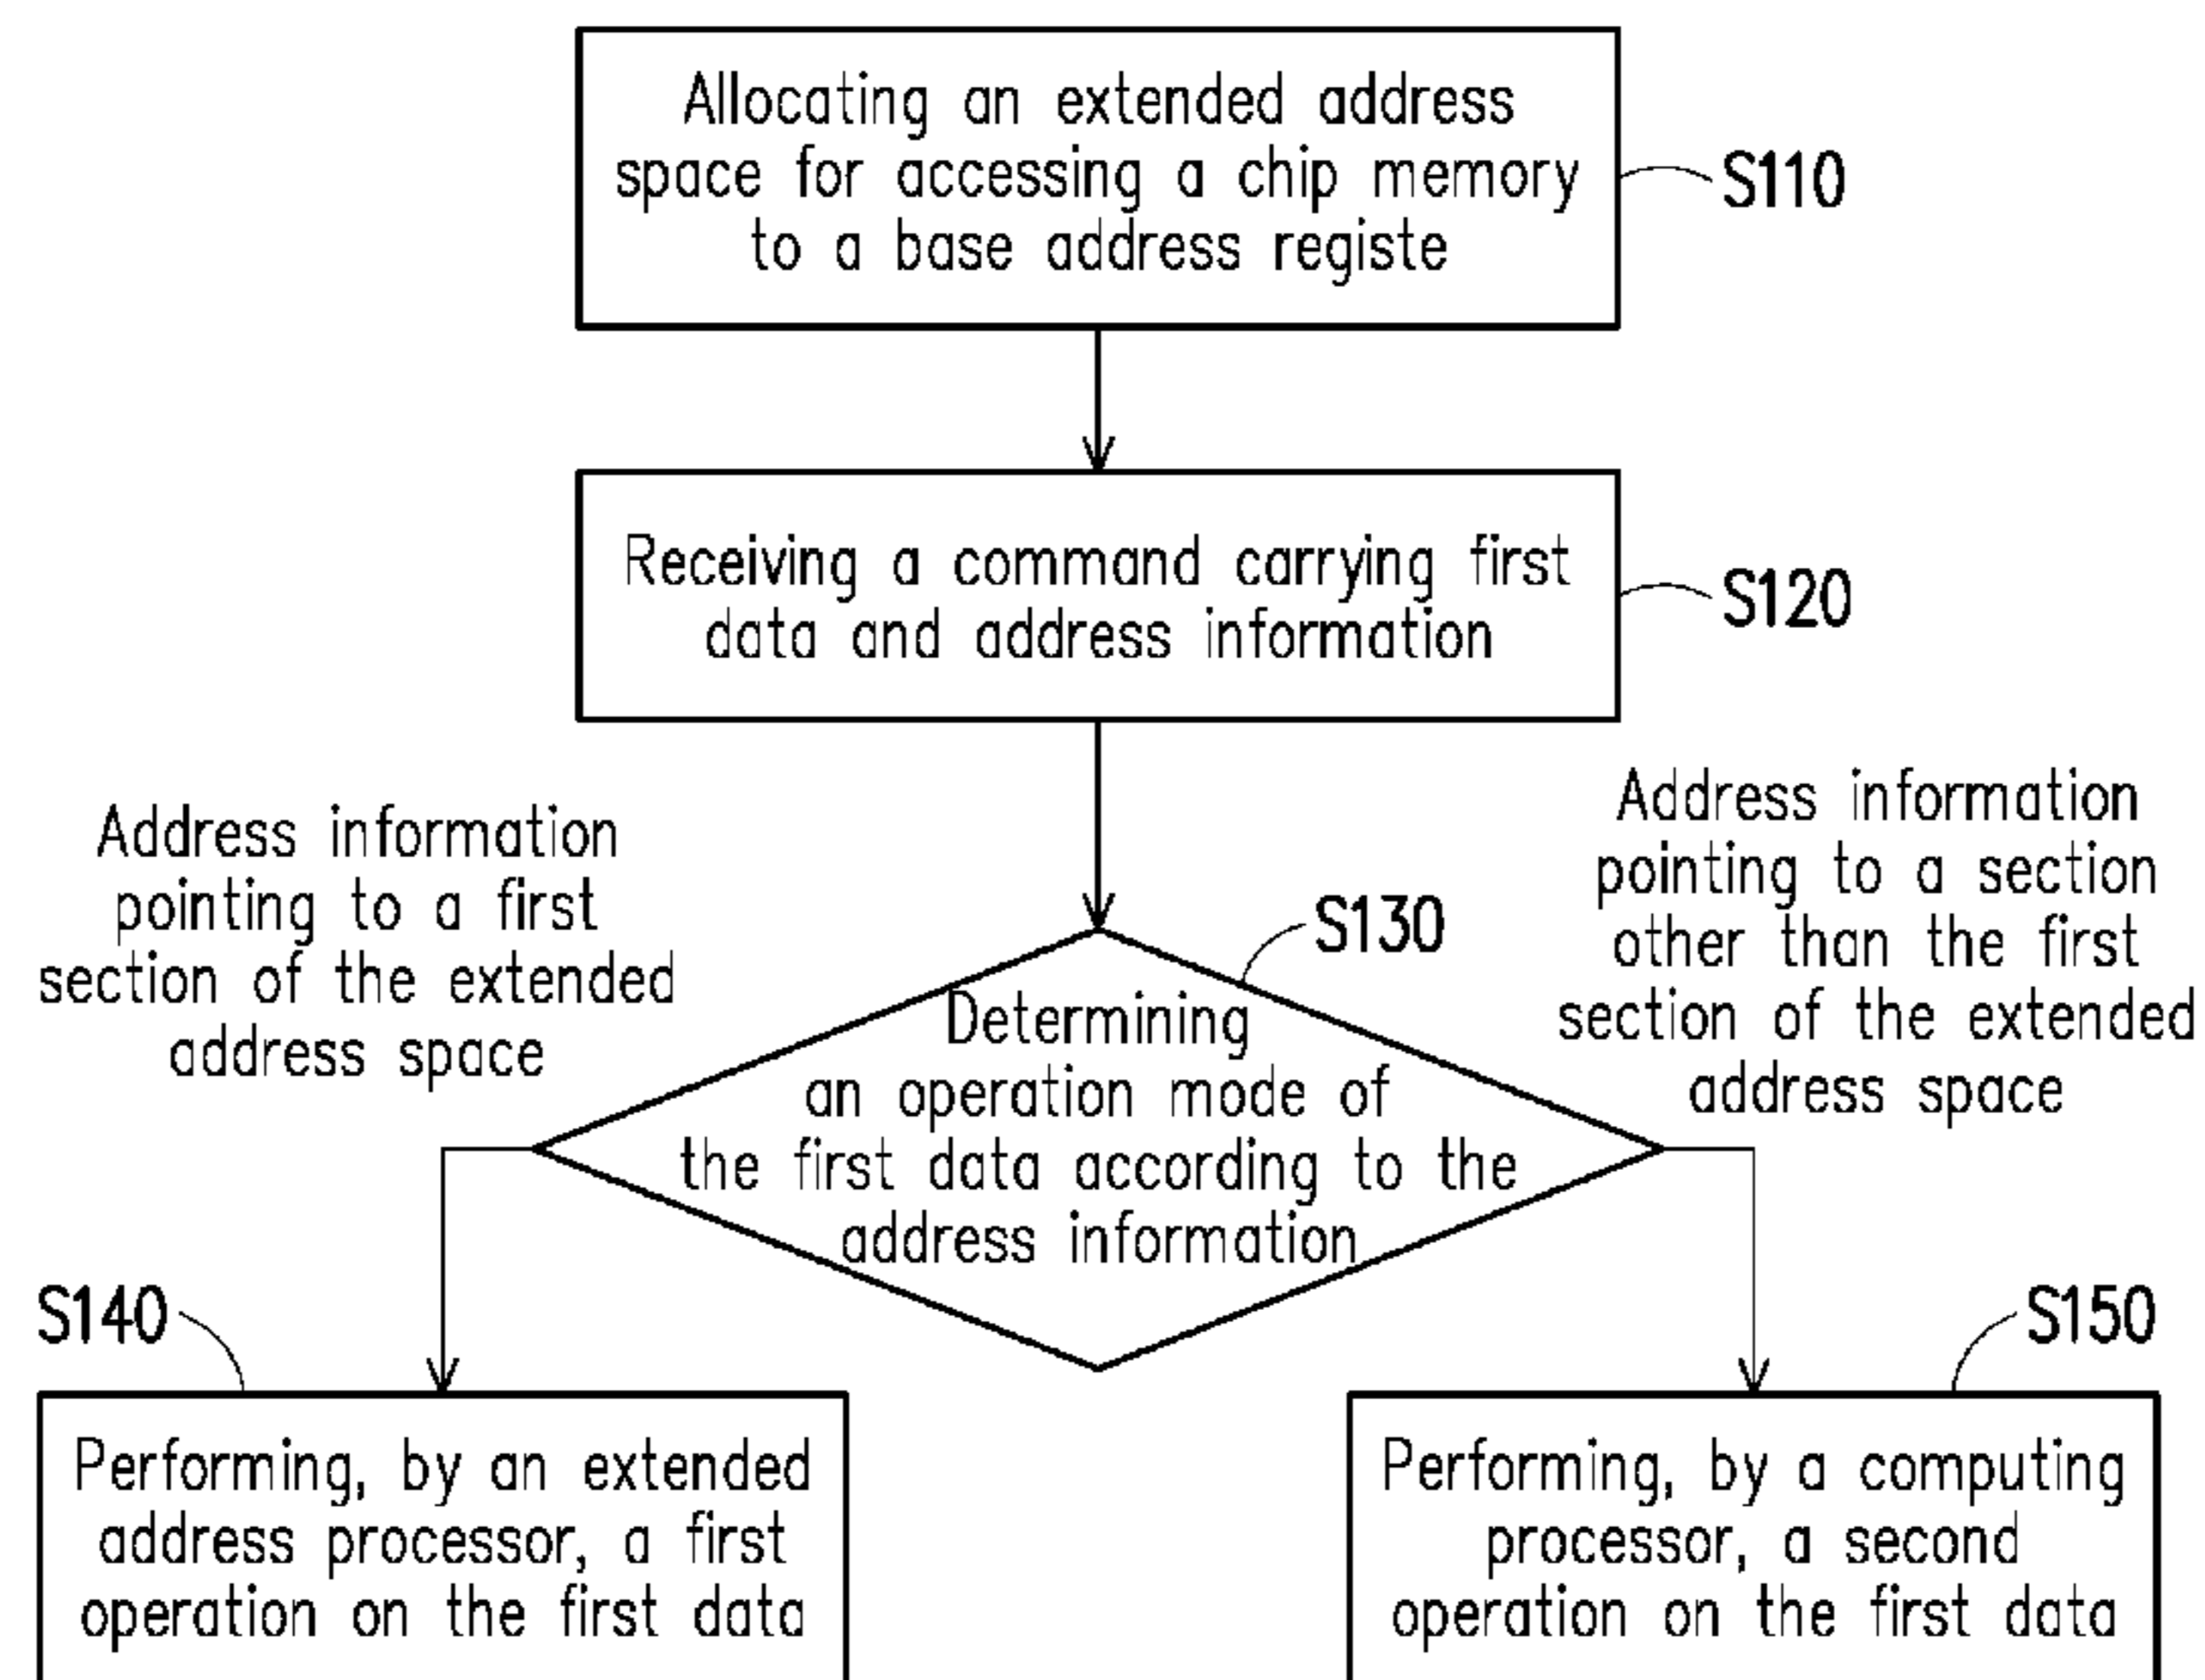 Allocating an extended address
space for accessing a chip memory
to a base address registe
S110
Receiving a command carrying first
data and address information
S120
Address information
pointing to a first
section of the extended
address space
Address information
pointing to a section
other than the first
section of the extended
address space
S130
Determining
an operation mode of
the first data according to the
address information
S140
S150
Performing, by an extended
address processor, a first
operation on the first data
Performing, by a computing
processor, a second
operation on the first data